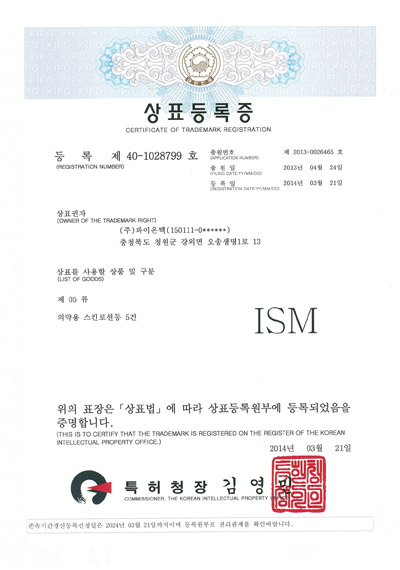 상표등록증
CERTIFICATE OF TRADEMARK REGISTRATION
등 록 제 40-1028799 호
(REGISTRATION NUMBER)
출원번호 제 2013-0026465 호
(APPLICATION NUMBER)
출 원 일 2013년 04월 24일
(FILING DATE:YY/MM/DD)
등 록 일 2014년 03월 21일
(REGISTRATION DATE:YY/MM/DD)
상표권자
(OWNER OF THE TRADEMARK RIGHT)
(주)파이온텍(150111-0******)
충청북도 청원군 강외면 오송생명1로 13
상표를 사용할 상품 및 구분
(LIST OF GOODS)
제 05 류
의약용 스킨로션등 5건
ISM
위의 표장은「상표법」에 따라 상표등록원부에 등록되었음을
증명합니다.
(THIS IS TO CERTIFY THAT THE TRADEMARK IS REGISTERED ON THE REGISTER OF THE KOREAN
INTELLECTUAL PROPERTY OFFICE.)
2014년 03월 21일
특허청장 김영민
COMMISSIONER, THE KOREAN INTELLECTUAL PROPERTY
존속기간갱신등록신청일은 2024년 03월 21일까지이며 등록원부로 권리관계를 확인바랍니다.